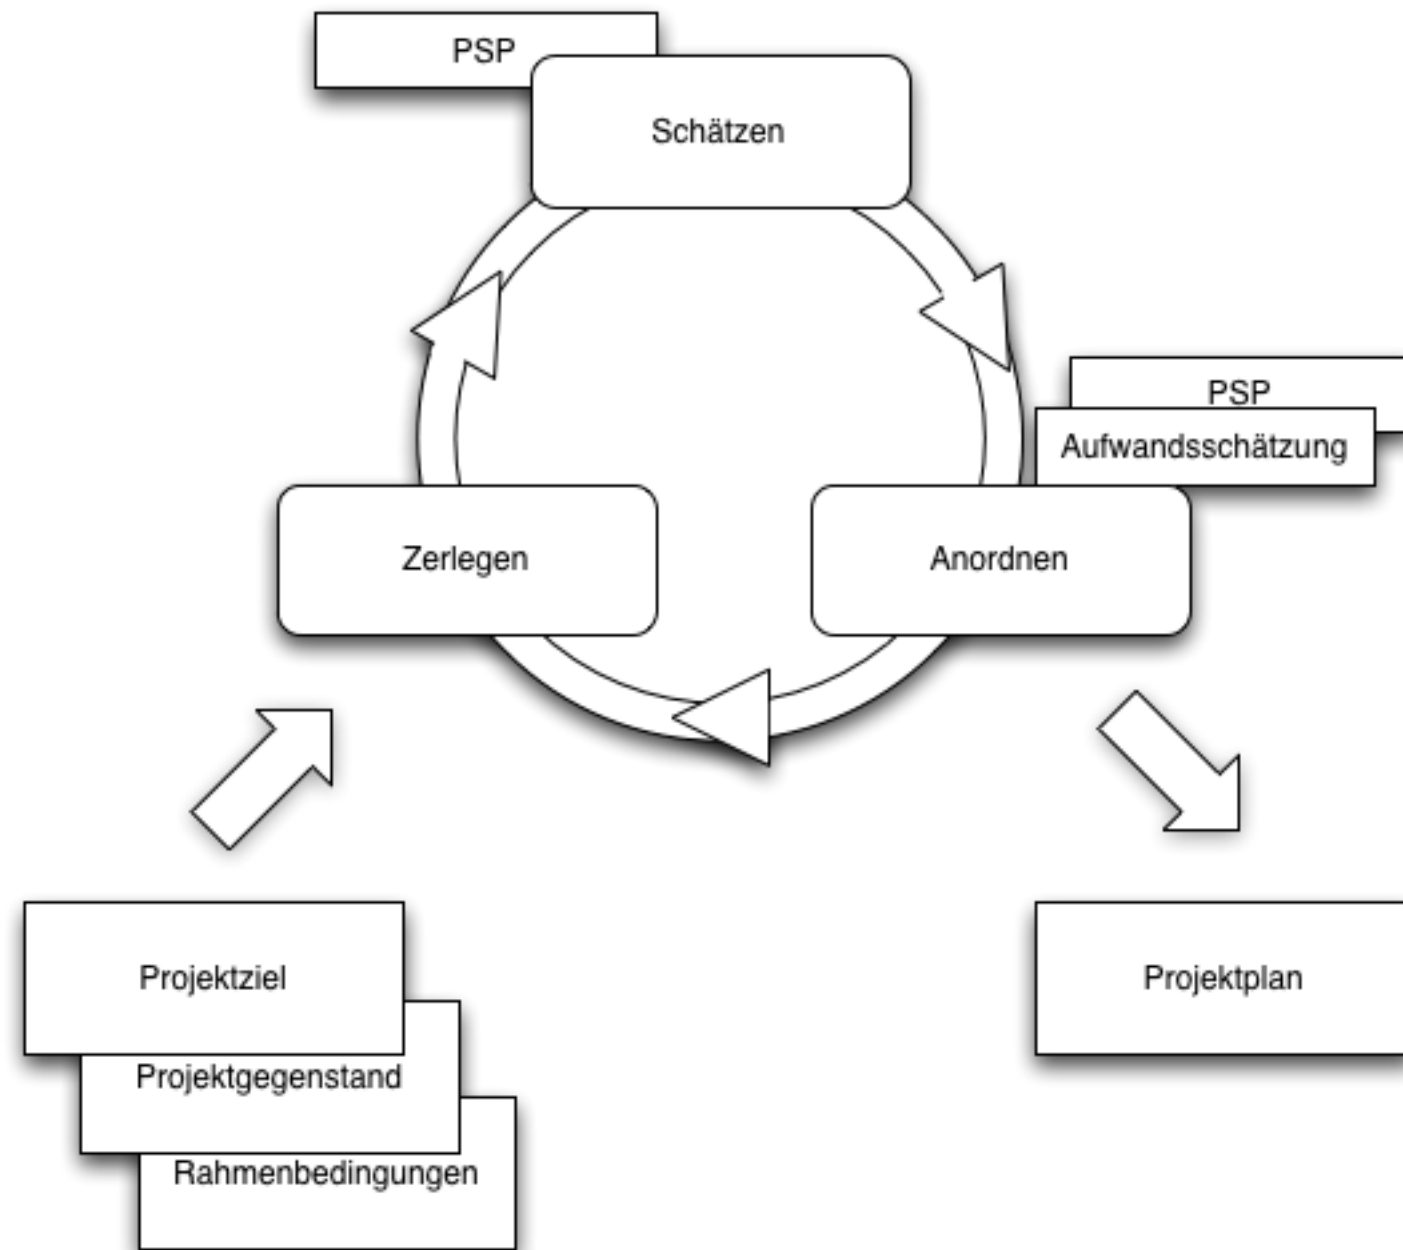 PSP
Schätzen
PSP
Aufwandsschätzung
Zerlegen
Anordnen
Projektziel
Projektplan
Projektgegenstand
Rahmenbedingungen